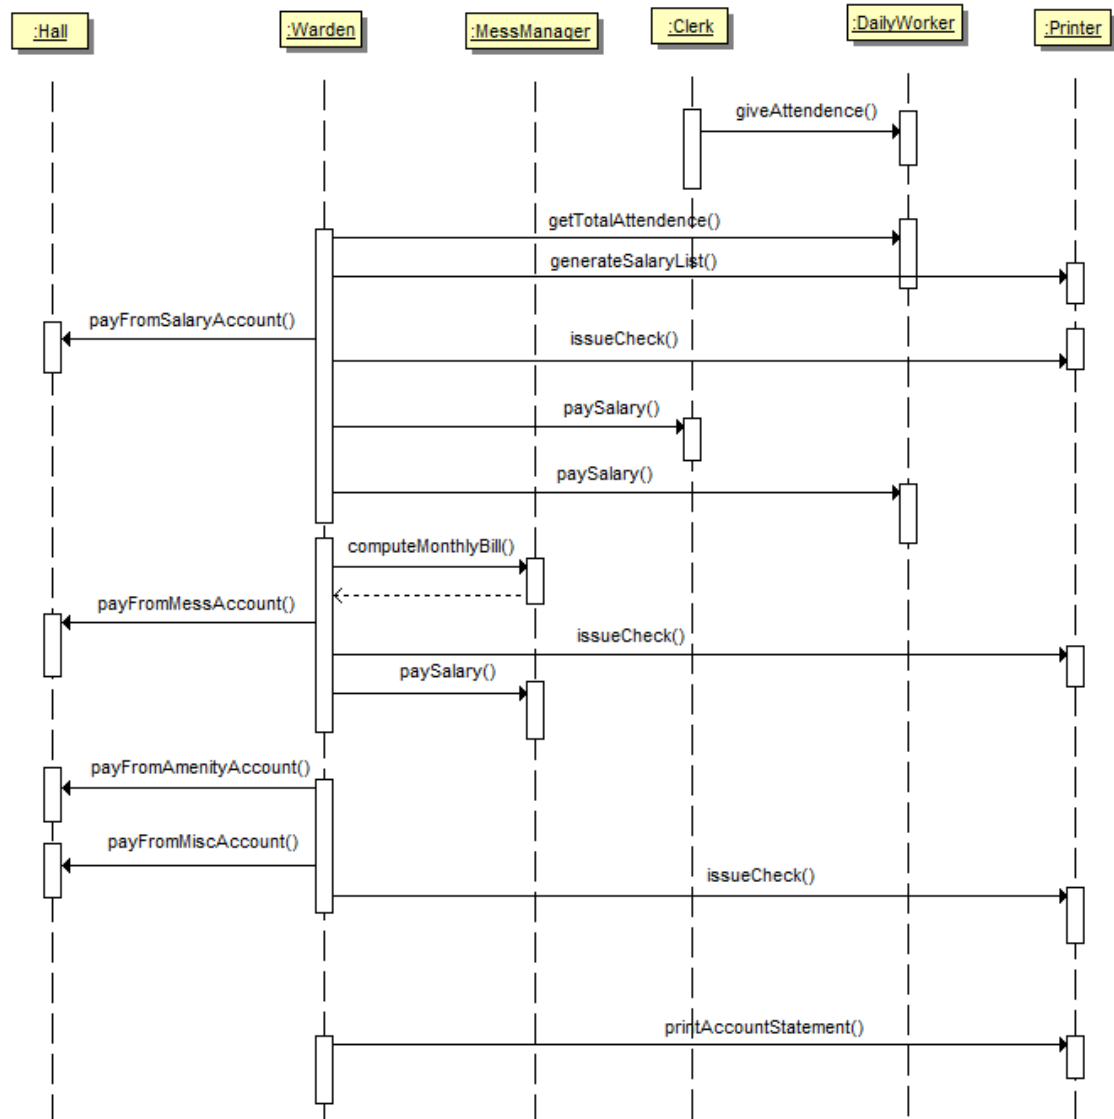 :Hall
:Warden
:MessManager
:Clerk
:DailyWorker
:Printer
giveAttendence()
getTotalAttendence()
generateSalaryList()
payFromSalaryAccount()
issueCheck()
paySalary()
paySalary()
computeMonthlyBill()
payFromMessAccount()
issueCheck()
paySalary()
payFromAmenityAccount()
payFromMiscAccount()
issueCheck()
printAccountStatement()